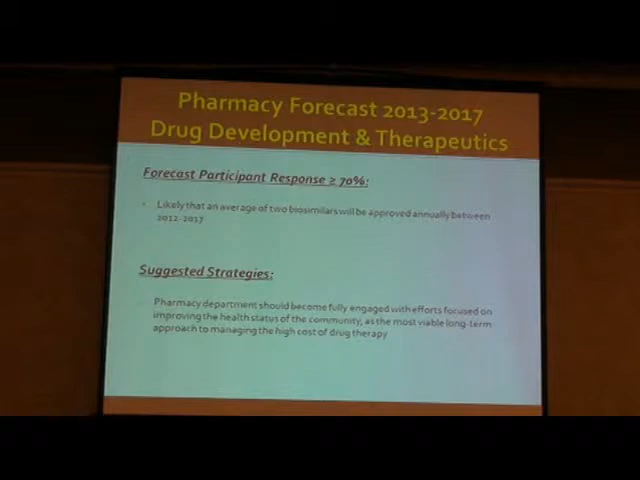 Pharmacy Forecast 2013-2017
Drug Development & Therapeutics
Forecast Participant Response ≥ 70%:
• Likely that an average of two biosimilars will be approved annually between
2012-2017
Suggested Strategies:
Pharmacy department should become fully engaged with efforts focused on
improving the health status of the community, as the most viable long-term
approach to managing the high cost of drug therapy